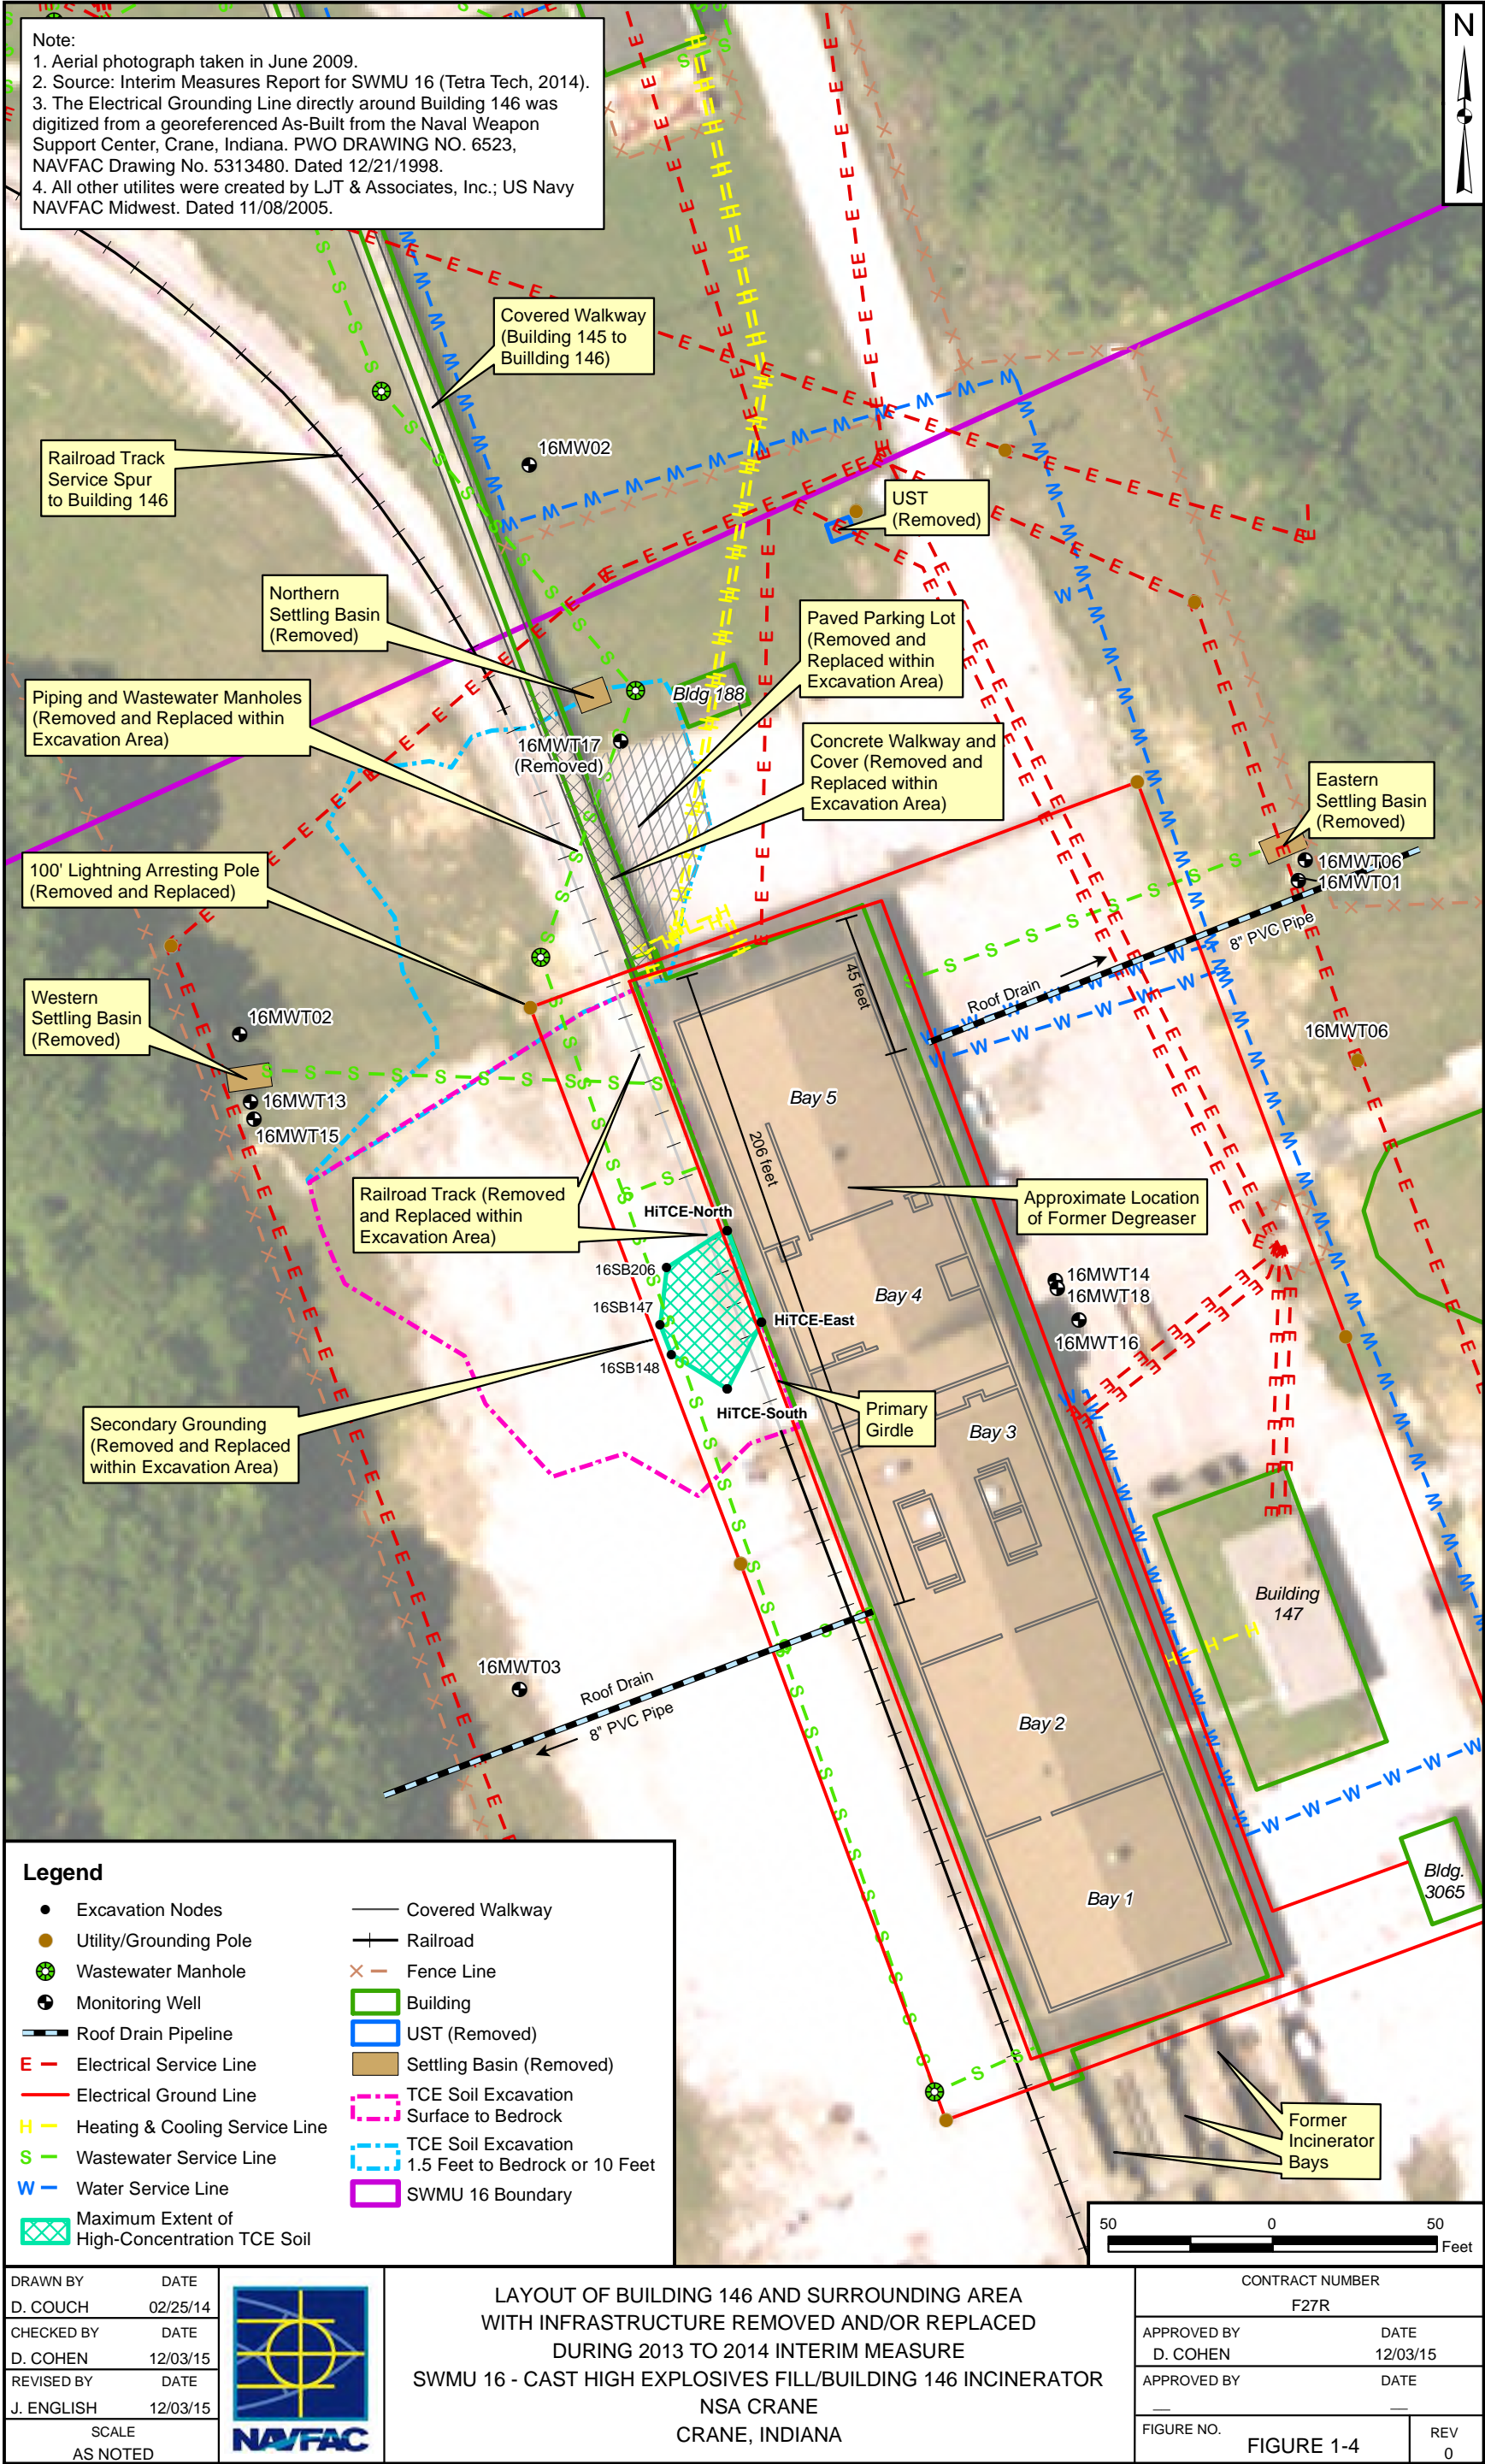 Note:
1. Aerial photograph taken in June 2009.
2. Source: Interim Measures Report for SWMU 16 (Tetra Tech, 2014).
3. The Electrical Grounding Line directly around Building 146 was
digitized from a georeferenced As-Built from the Naval Weapon
Support Center, Crane, Indiana. PWO DRAWING NO. 6523,
NAVFAC Drawing No. 5313480. Dated 12/21/1998.
4. All other utilites were created by LJT & Associates, Inc.; US Navy
NAVFAC Midwest. Dated 11/08/2005.
N
Covered Walkway
(Building 145 to
Buillding 146)
Railroad Track
Service Spur
to Building 146
16MW02
UST
(Removed)
Northern
Settling Basin
(Removed)
Paved Parking Lot
(Removed and
Replaced within
Excavation Area)
Piping and Wastewater Manholes
(Removed and Replaced within
Excavation Area)
Bldg 188
16MWT17
(Removed)
Concrete Walkway and
Cover (Removed and
Replaced within
Excavation Area)
Eastern
Settling Basin
(Removed)
16MWT06
16MWT01
100' Lightning Arresting Pole
(Removed and Replaced)
8" PVC Pipe
Roof Drain
45 feet
Western
Settling Basin
(Removed)
16MWT02
16MWT06
16MWT13
16MWT15
Bay 5
206 feet
Railroad Track (Removed
and Replaced within
Excavation Area)
Approximate Location
of Former Degreaser
HiTCE-North
16SB206
16SB147
HiTCE-East
16SB148
HiTCE-South
Bay 4
16MWT14
16MWT18
16MWT16
Primary
Girdle
Secondary Grounding
(Removed and Replaced
within Excavation Area)
Bay 3
Building
147
16MWT03
Roof Drain
8" PVC Pipe
Bay 2
Bay 1
Bldg.
3065
Former
Incinerator
Bays
Legend
Excavation Nodes
Utility/Grounding Pole
Wastewater Manhole
Monitoring Well
Roof Drain Pipeline
E Electrical Service Line
Electrical Ground Line
H Heating & Cooling Service Line
S Wastewater Service Line
W Water Service Line
Maximum Extent of
High-Concentration TCE Soil
Covered Walkway
Railroad
Fence Line
Building
UST (Removed)
Settling Basin (Removed)
TCE Soil Excavation
Surface to Bedrock
TCE Soil Excavation
1.5 Feet to Bedrock or 10 Feet
SWMU 16 Boundary
50 0 50
Feet
DRAWN BY DATE
D. COUCH 02/25/14
CHECKED BY DATE
D. COHEN 12/03/15
REVISED BY DATE
J. ENGLISH 12/03/15
SCALE
AS NOTED
NAVFAC
LAYOUT OF BUILDING 146 AND SURROUNDING AREA
WITH INFRASTRUCTURE REMOVED AND/OR REPLACED
DURING 2013 TO 2014 INTERIM MEASURE
SWMU 16 - CAST HIGH EXPLOSIVES FILL/BUILDING 146 INCINERATOR
NSA CRANE
CRANE, INDIANA
CONTRACT NUMBER
F27R
APPROVED BY DATE
D. COHEN 12/03/15
APPROVED BY DATE
— —
FIGURE NO.
FIGURE 1-4
REV
0